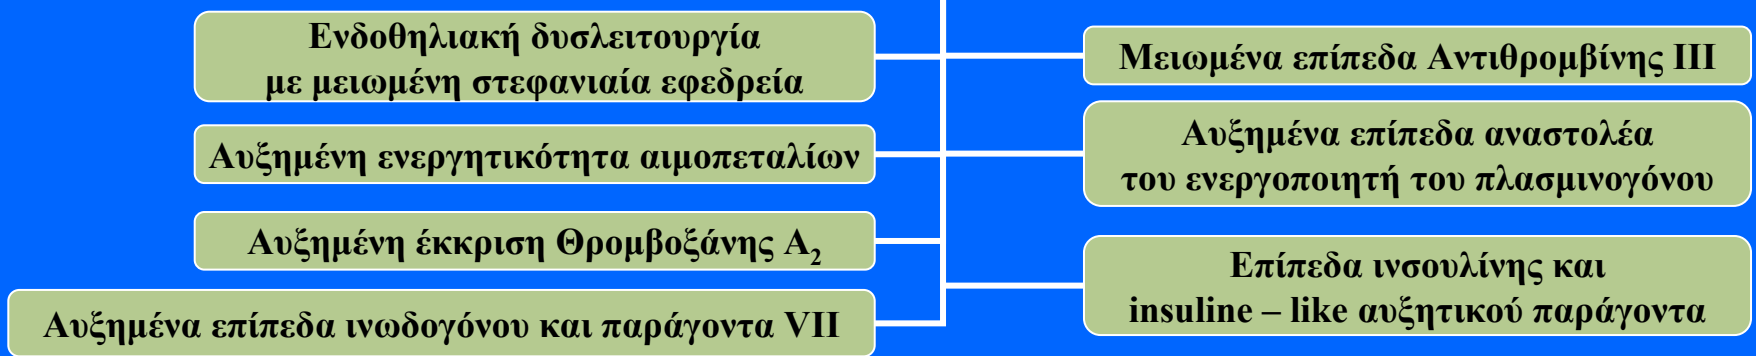 Ενδοθηλιακή δυσλειτουργία
με μειωμένη στεφανιαία εφεδρεία
Αυξημένη ενεργητικότητα αιμοπεταλίων
Αυξημένη έκκριση Θρομβοξάνης Α₂
Αυξημένα επίπεδα ινωδογόνου και παράγοντα VII
Μειωμένα επίπεδα Αντιθρομβίνης III
Αυξημένα επίπεδα αναστολέα
του ενεργοποιητή του πλασμινογόνου
Επίπεδα ινσουλίνης και
insuline – like αυξητικού παράγοντα